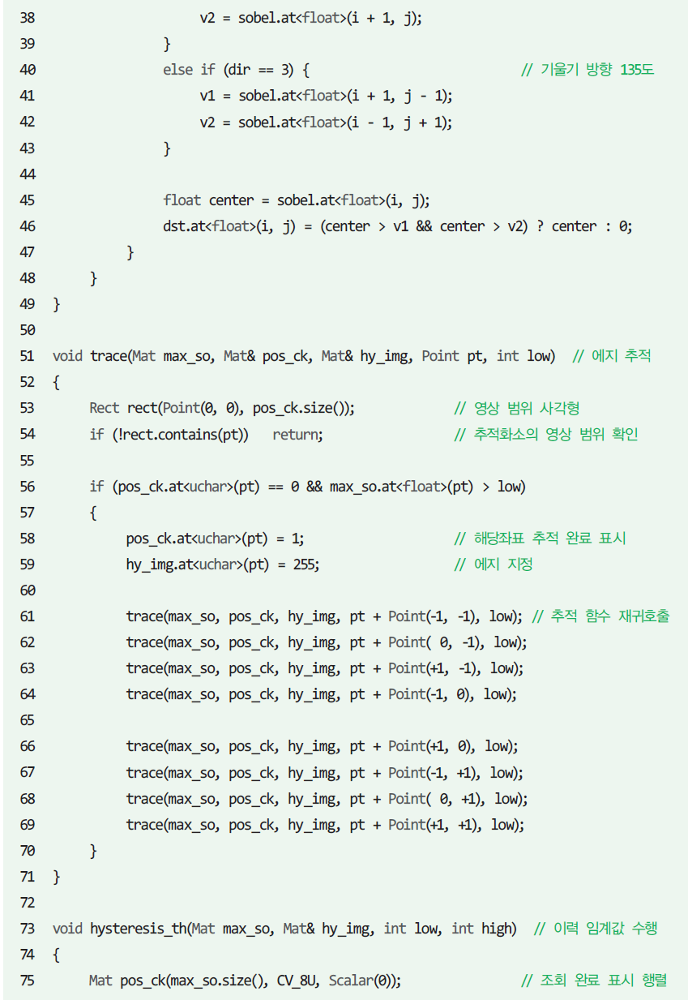 38 v2 = sobel.at<float>(i + 1, j);
39 }
40 else if (dir == 3) { // 기울기 방향 135도
41 v1 = sobel.at<float>(i + 1, j - 1);
42 v2 = sobel.at<float>(i - 1, j + 1);
43 }
44
45 float center = sobel.at<float>(i, j);
46 dst.at<float>(i, j) = (center > v1 && center > v2) ? center : 0;
47 }
48 }
49 }
50
51 void trace(Mat max_so, Mat& pos_ck, Mat& hy_img, Point pt, int low) // 에지 추적
52 {
53 Rect rect(Point(0, 0), pos_ck.size()); // 영상 범위 사각형
54 if (!rect.contains(pt)) return; // 추적화소의 영상 범위 확인
55
56 if (pos_ck.at<uchar>(pt) == 0 && max_so.at<float>(pt) > low)
57 {
58 pos_ck.at<uchar>(pt) = 1; // 해당좌표 추적 완료 표시
59 hy_img.at<uchar>(pt) = 255; // 에지 지정
60
61 trace(max_so, pos_ck, hy_img, pt + Point(-1, -1), low); // 추적 함수 재귀호출
62 trace(max_so, pos_ck, hy_img, pt + Point( 0, -1), low);
63 trace(max_so, pos_ck, hy_img, pt + Point(+1, -1), low);
64 trace(max_so, pos_ck, hy_img, pt + Point(-1, 0), low);
65
66 trace(max_so, pos_ck, hy_img, pt + Point(+1, 0), low);
67 trace(max_so, pos_ck, hy_img, pt + Point(-1, +1), low);
68 trace(max_so, pos_ck, hy_img, pt + Point( 0, +1), low);
69 trace(max_so, pos_ck, hy_img, pt + Point(+1, +1), low);
70 }
71 }
72
73 void hysteresis_th(Mat max_so, Mat& hy_img, int low, int high) // 이력 임계값 수행
74 {
75 Mat pos_ck(max_so.size(), CV_8U, Scalar(0)); // 조회 완료 표시 행렬